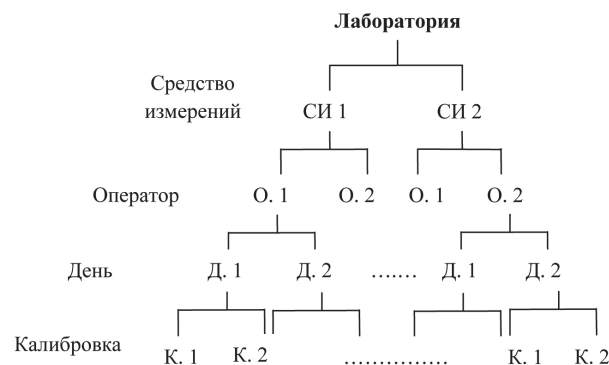 Лаборатория
Средство
измерений
СИ 1 СИ 2
Оператор О. 1 О. 2 О. 1 О. 2
День Д. 1 Д. 2 ....... Д. 1 Д. 2
Калибровка К. 1 К. 2 ............... К. 1 К. 2